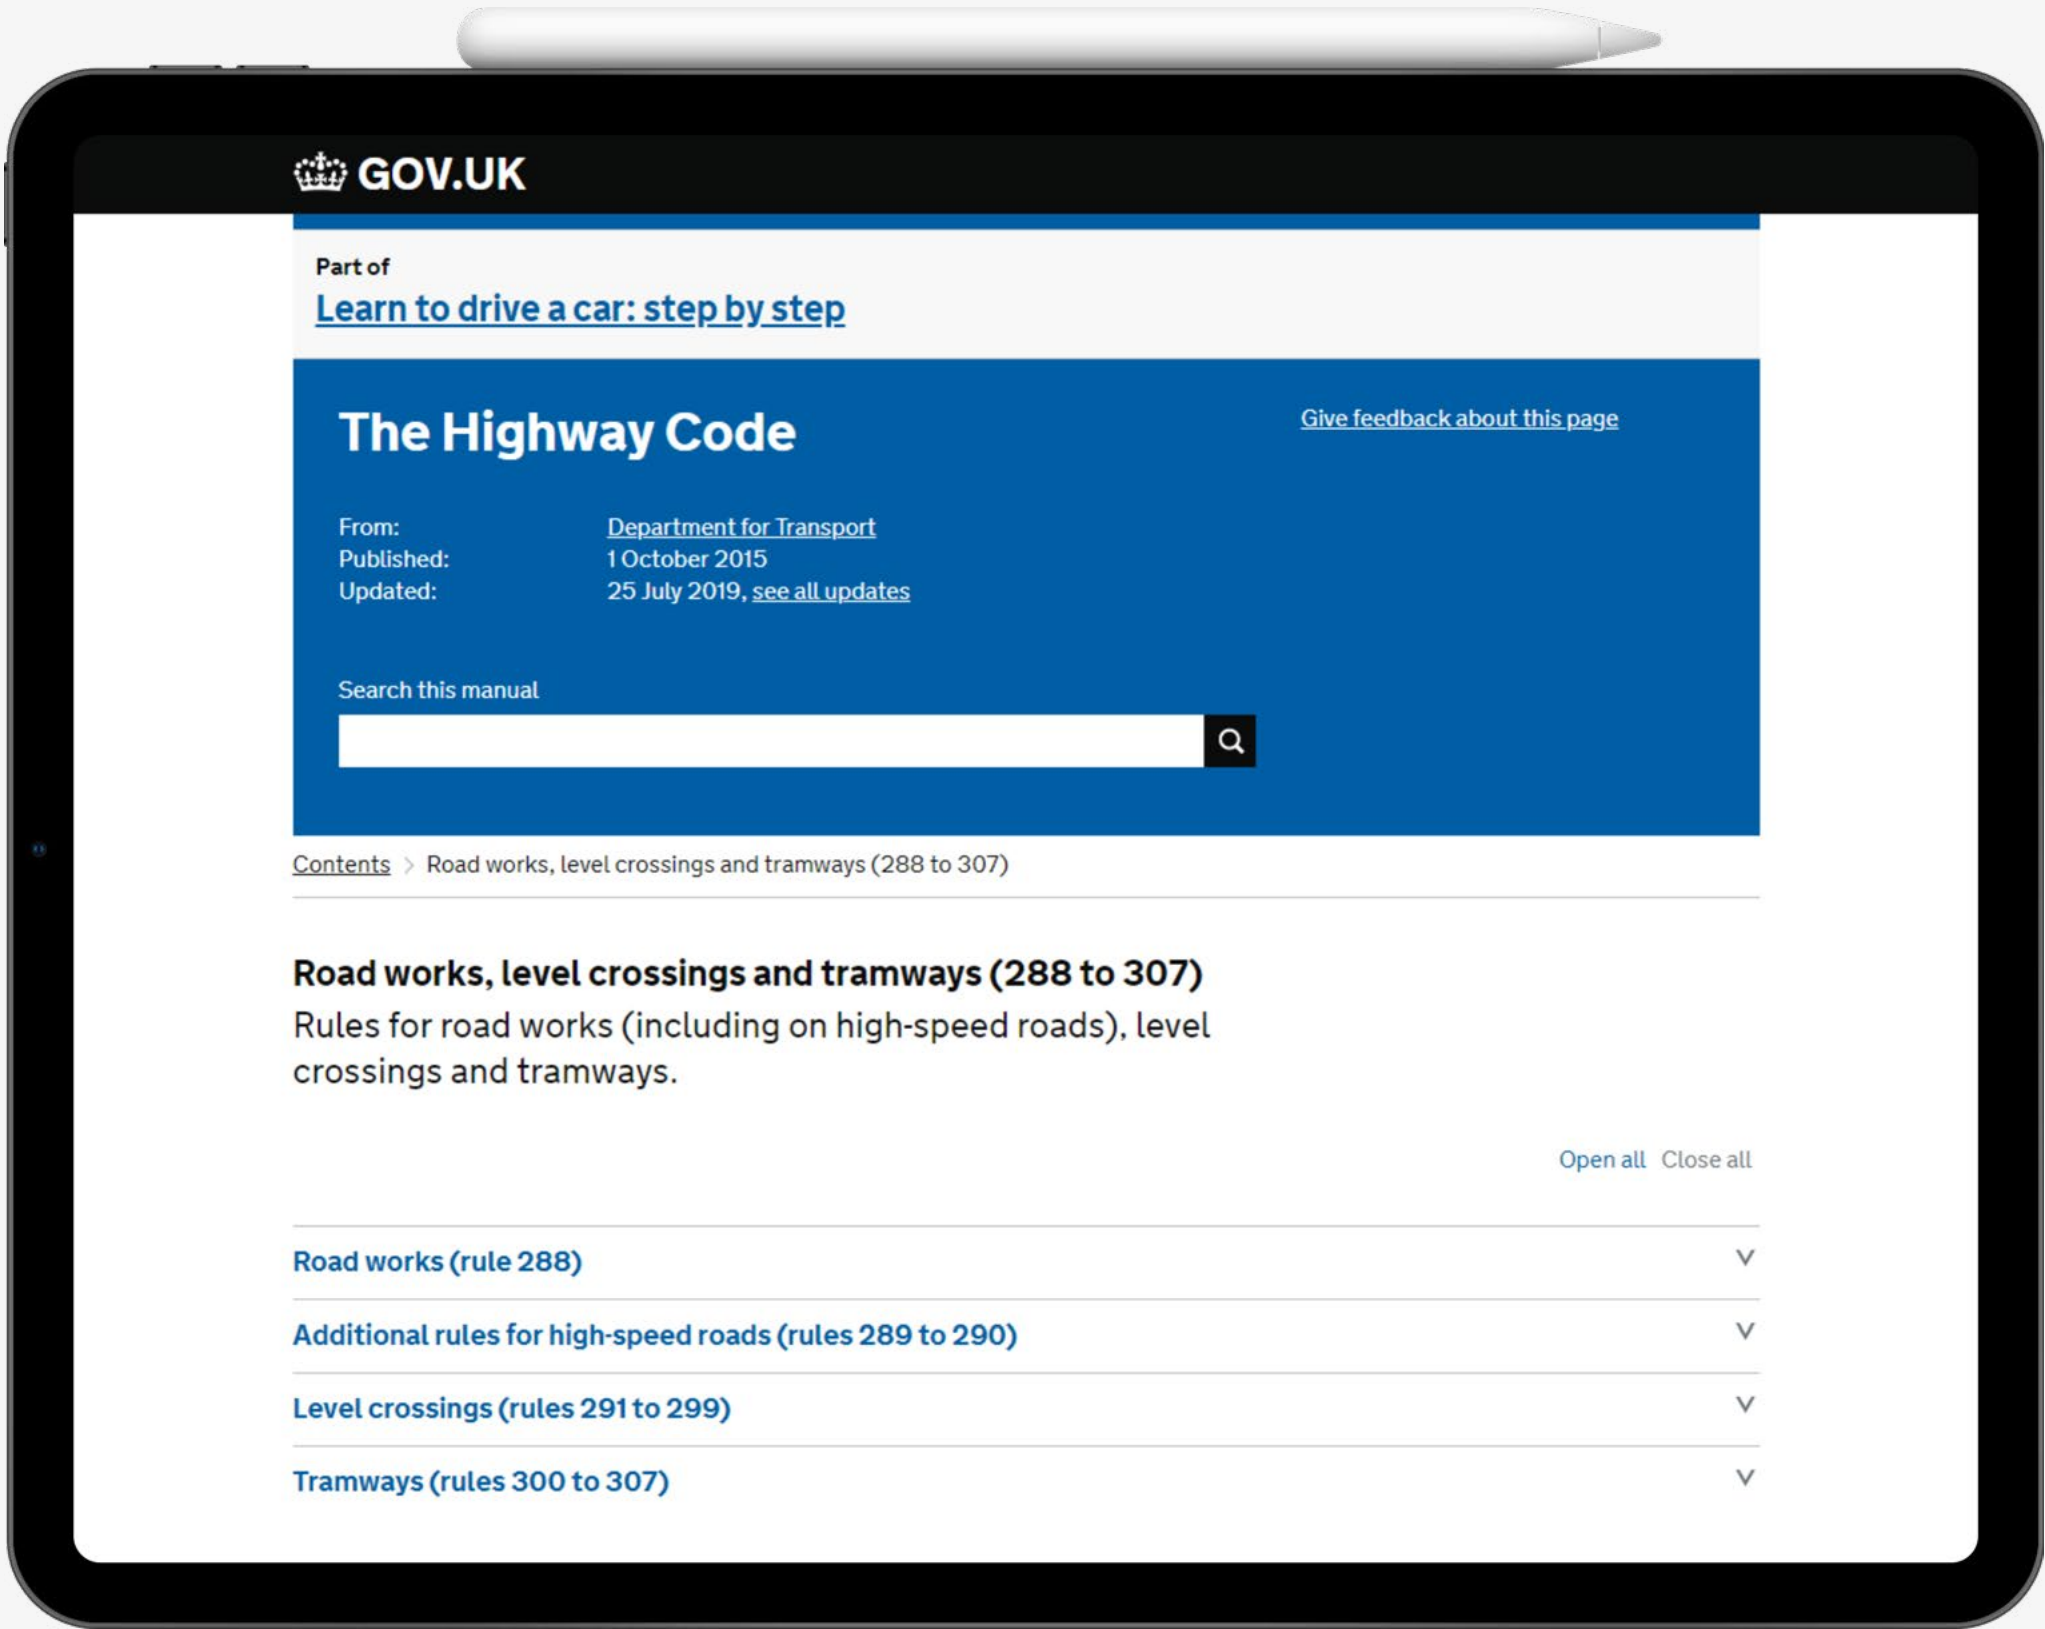 GOV.UK
Part of
Learn to drive a car: step by step
The Highway Code
Give feedback about this page
From: Department for Transport
Published: 1 October 2015
Updated: 25 July 2019, see all updates
Search this manual
Contents > Road works, level crossings and tramways (288 to 307)
Road works, level crossings and tramways (288 to 307)
Rules for road works (including on high-speed roads), level
crossings and tramways.
Open all Close all
Road works (rule 288)
Additional rules for high-speed roads (rules 289 to 290)
Level crossings (rules 291 to 299)
Tramways (rules 300 to 307)